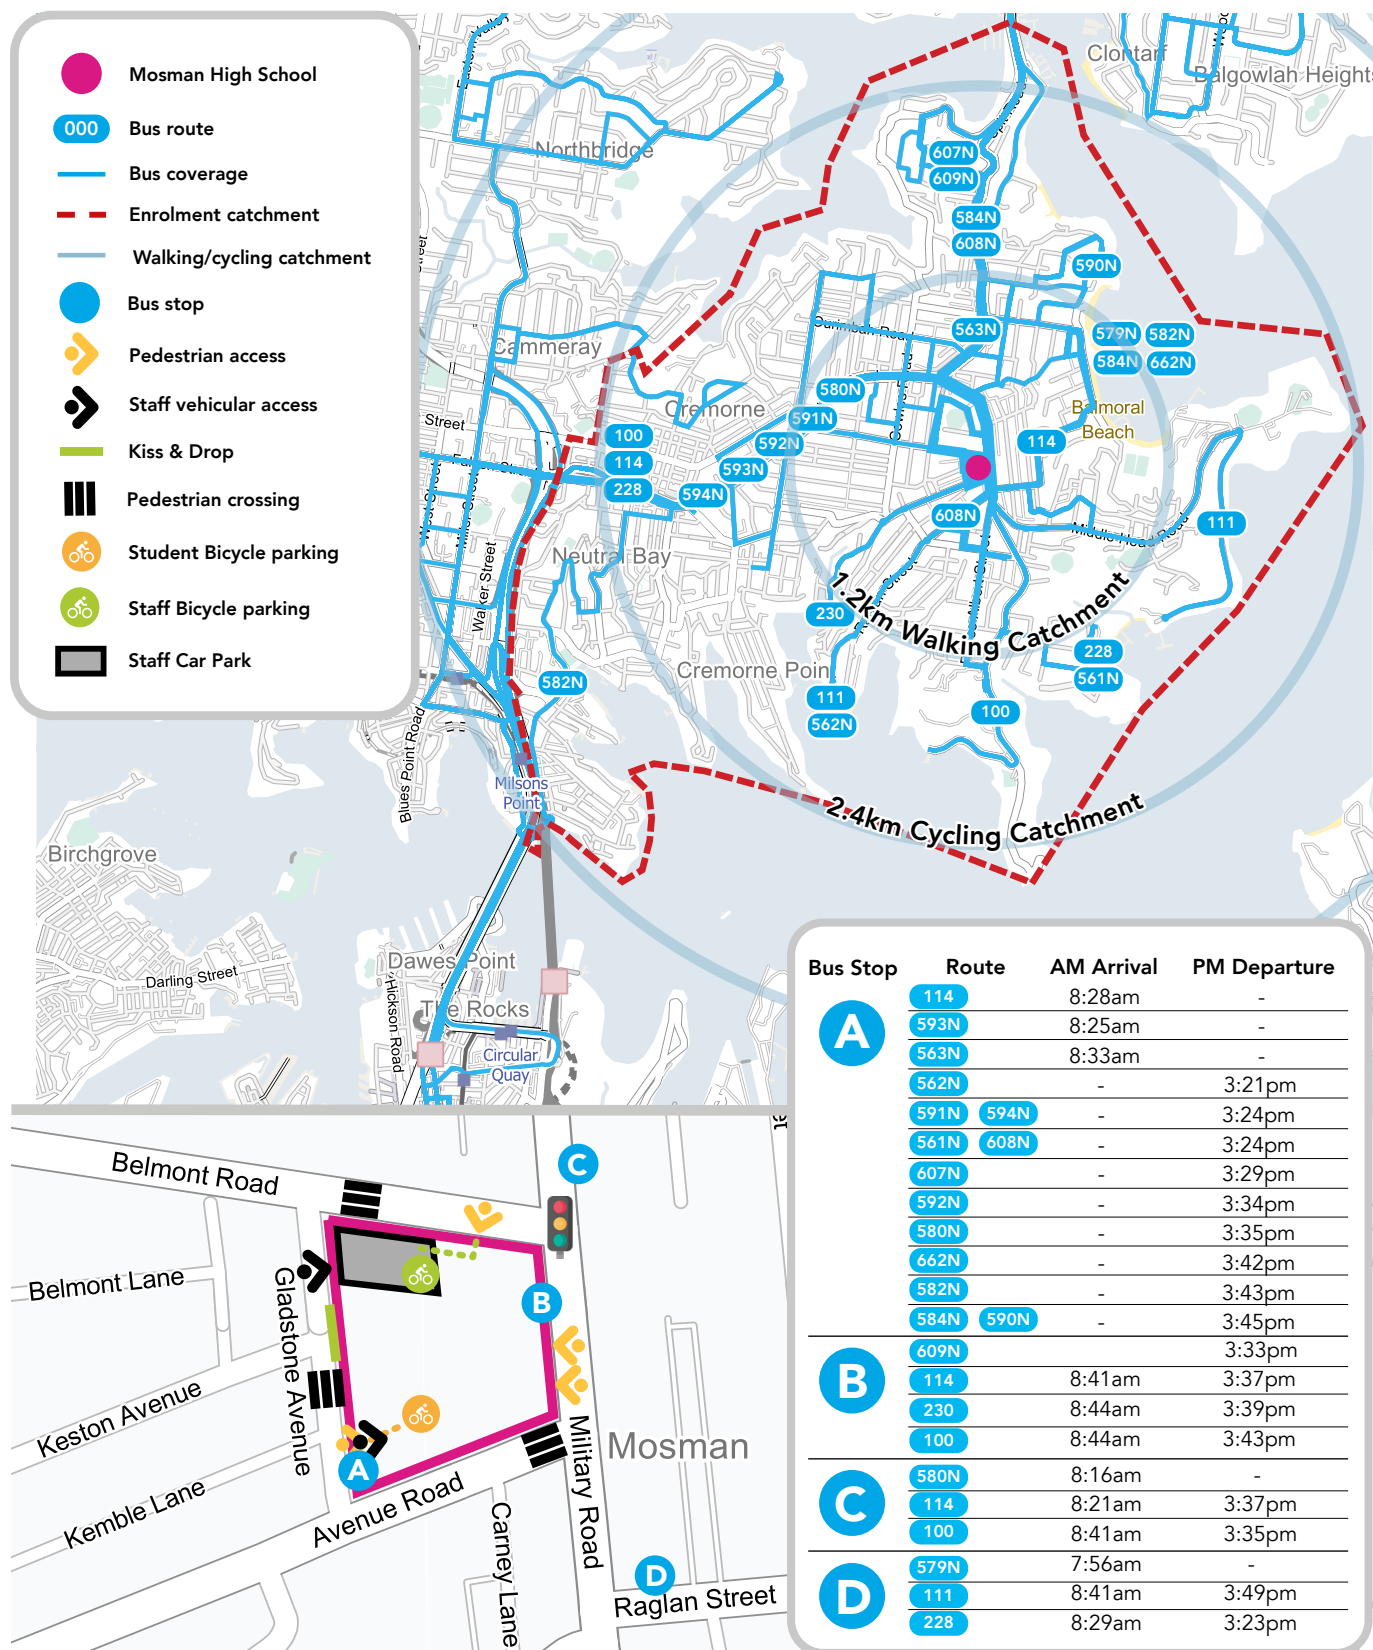 Mosman High School
000 Bus route
Bus coverage
Enrolment catchment
Walking/cycling catchment
Bus stop
Pedestrian access
Staff vehicular access
Kiss & Drop
Pedestrian crossing
Student Bicycle parking
Staff Bicycle parking
Staff Car Park
Clontarf
Balgowlah Heights
Northbridge
607N
609N
584N
608N
590N
563N
579N 582N
584N 662N
Cammeray
Cremorne
580N
591N
592N
593N
594N
100
114
228
Street
Balmoral
Beach
114
111
608N
Middle Head Road
Neutral Bay
Walker Street
1.2km Walking Catchment
230
228
561N
Cremorne Poin
582N
111
562N
100
Blues Point Road
Milsons
Point
2.4km Cycling Catchment
Birchgrove
Darling Street
Dawes Point
Hickson Road
The Rocks
Circular
Quay
Bus Stop Route AM Arrival PM Departure
A
114 8:28am -
593N 8:25am -
563N 8:33am -
562N - 3:21pm
591N 594N - 3:24pm
561N 608N - 3:24pm
607N - 3:29pm
592N - 3:34pm
580N - 3:35pm
662N - 3:42pm
582N - 3:43pm
584N 590N - 3:45pm
B
609N 3:33pm
114 8:41am 3:37pm
230 8:44am 3:39pm
100 8:44am 3:43pm
C
580N 8:16am -
114 8:21am 3:37pm
100 8:41am 3:35pm
D
579N 7:56am -
111 8:41am 3:49pm
228 8:29am 3:23pm
Belmont Road
C
Belmont Lane
Gladstone Avenue
B
Keston Avenue
Kemble Lane
A
Avenue Road
Carney Lane
Military Road
Mosman
D
Raglan Street